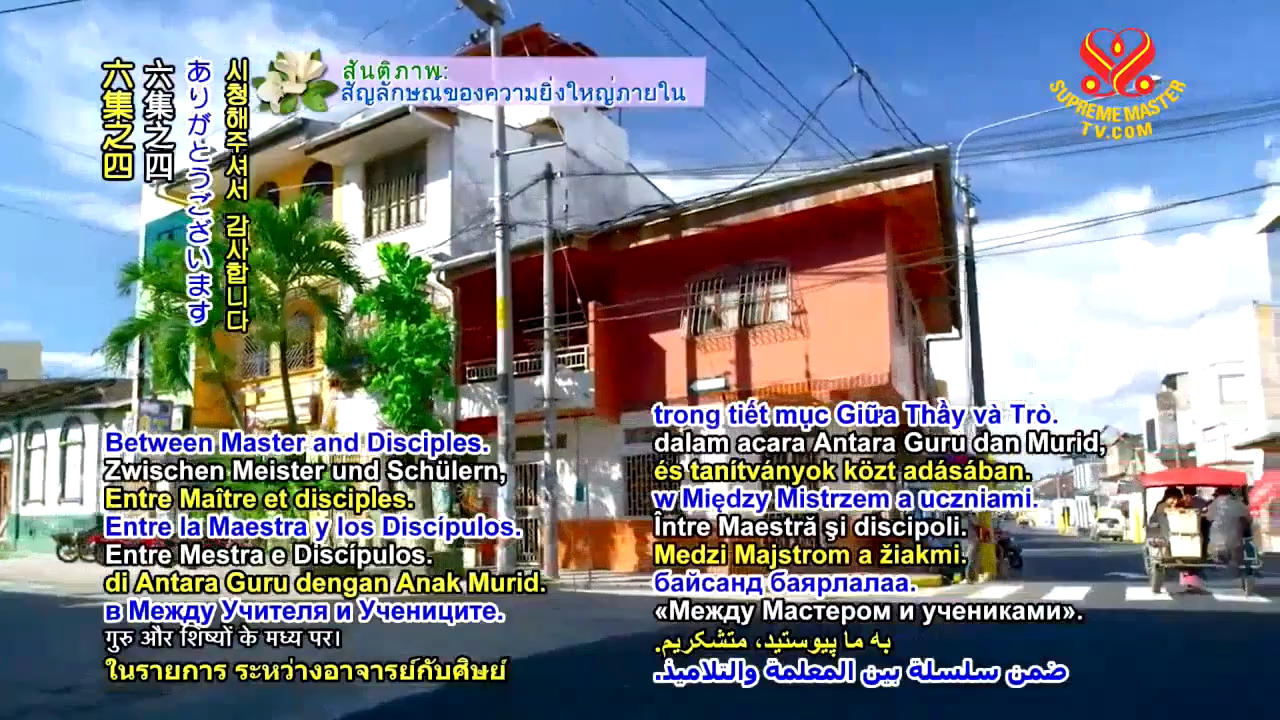 สันติภาพ:
สัญลักษณของความยิ่งใหญ่ภายใน
SUPREME MASTER
TV.COM
六集之四
六集之四
ありがとうございます
시청해주셔서 감사합니다
Between Master and Disciples.
Zwischen Meister und Schülern,
Entre Maître et disciples.
Entre la Maestra y los Discípulos.
Entre Mestra e Discípulos.
di Antara Guru dengan Anak Murid.
в Между Учителя и Учениците.
गुरु और शिष्यों के मध्य पर।
ในรายการ ระหว่างอาจารย์กับศิษย์
trong tiết mục Giữa Thầy và Trò.
dalam acara Antara Guru dan Murid,
és tanítványok közt adásában.
w Między Mistrzem a uczniami.
Între Maestră şi discipoli.
Medzi Majstrom a žiakmi.
байсанд баярлалаа.
«Между Мастером и учениками».
به ما پیوستید، متشکریم.
ضمن سلسلة بين المعلمة والتلاميذ.